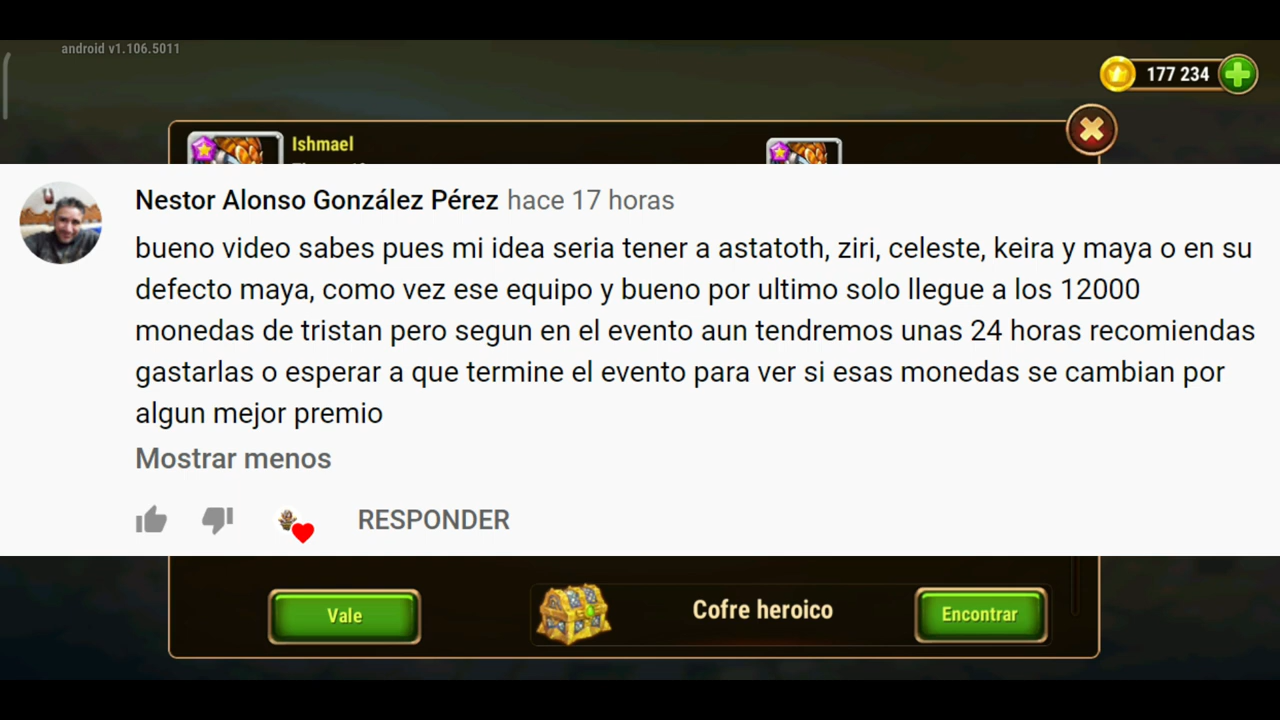 android v1.106.5011
177 234
Ishmael
Nestor Alonso González Pérez hace 17 horas
bueno video sabes pues mi idea seria tener a astatoth, ziri, celeste, keira y maya o en su
defecto maya, como vez ese equipo y bueno por ultimo solo llegue a los 12000
monedas de tristan pero segun en el evento aun tendremos unas 24 horas recomiendas
gastarlas o esperar a que termine el evento para ver si esas monedas se cambian por
algun mejor premio
Mostrar menos
RESPONDER
Vale
Cofre heroico
Encontrar